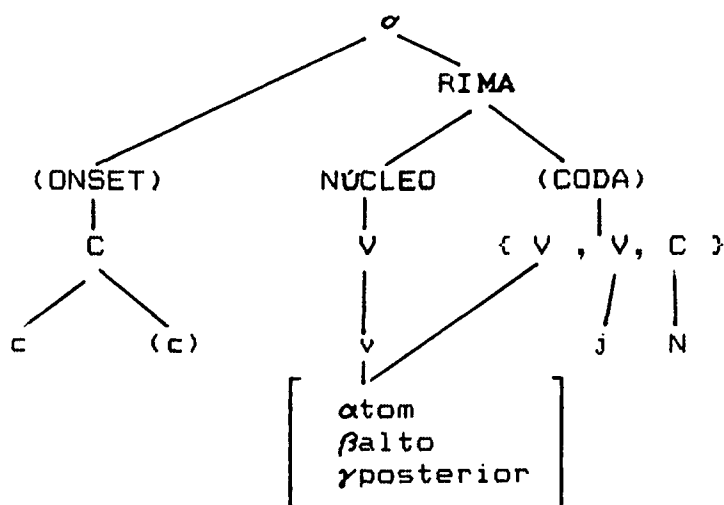 σ
RIMA
(ONSET) NÚCLEO (CODA)
C V { V , V, C }
c (c) v j N
αtom
βalto
γposterior